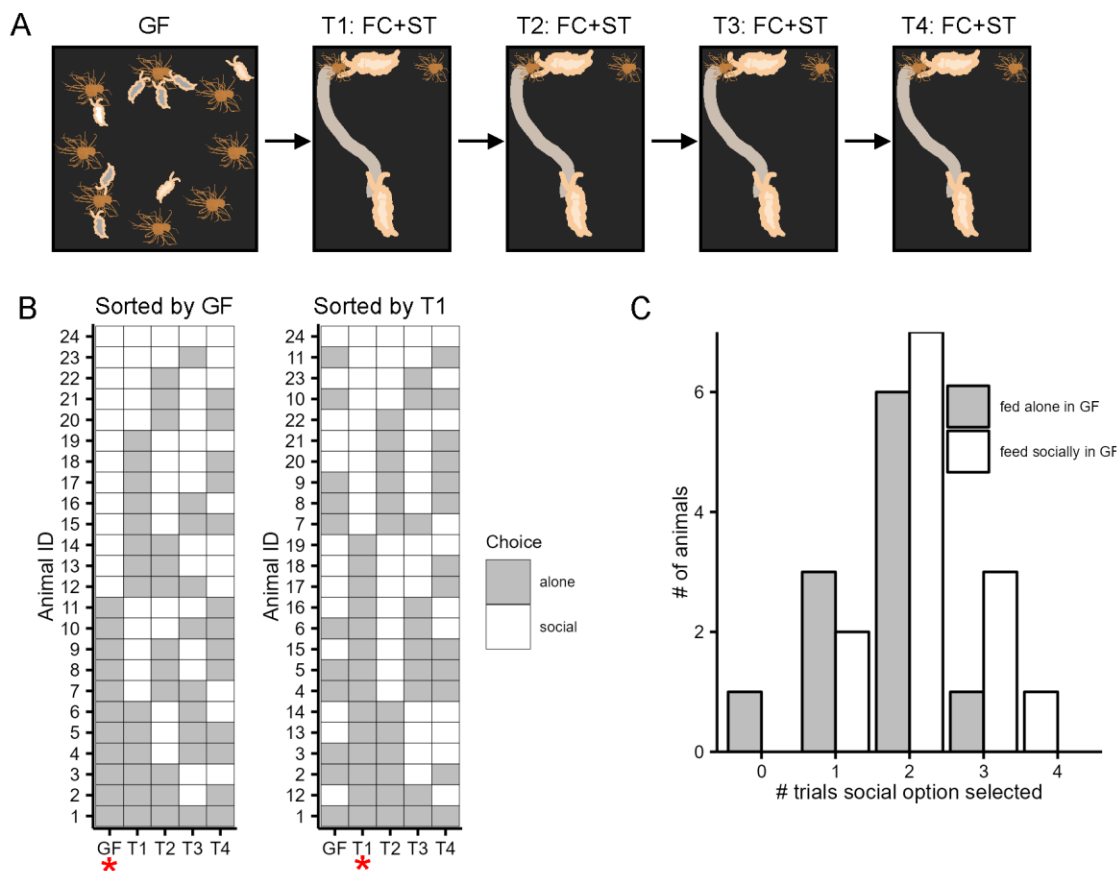 A
GF
T1: FC+ST
T2: FC+ST
T3: FC+ST
T4: FC+ST
B
Sorted by GF
Sorted by T1
Animal ID
24
23
22
21
20
19
18
17
16
15
14
13
12
11
10
9
8
7
6
5
4
3
2
1
GF T1 T2 T3 T4
*
Animal ID
24
11
23
10
22
21
20
9
8
7
19
18
17
16
6
15
5
4
14
13
3
2
12
1
GF T1 T2 T3 T4
*
Choice
alone
social
C
# of animals
6
4
2
0
0 1 2 3 4
# trials social option selected
fed alone in GF
feed socially in GF